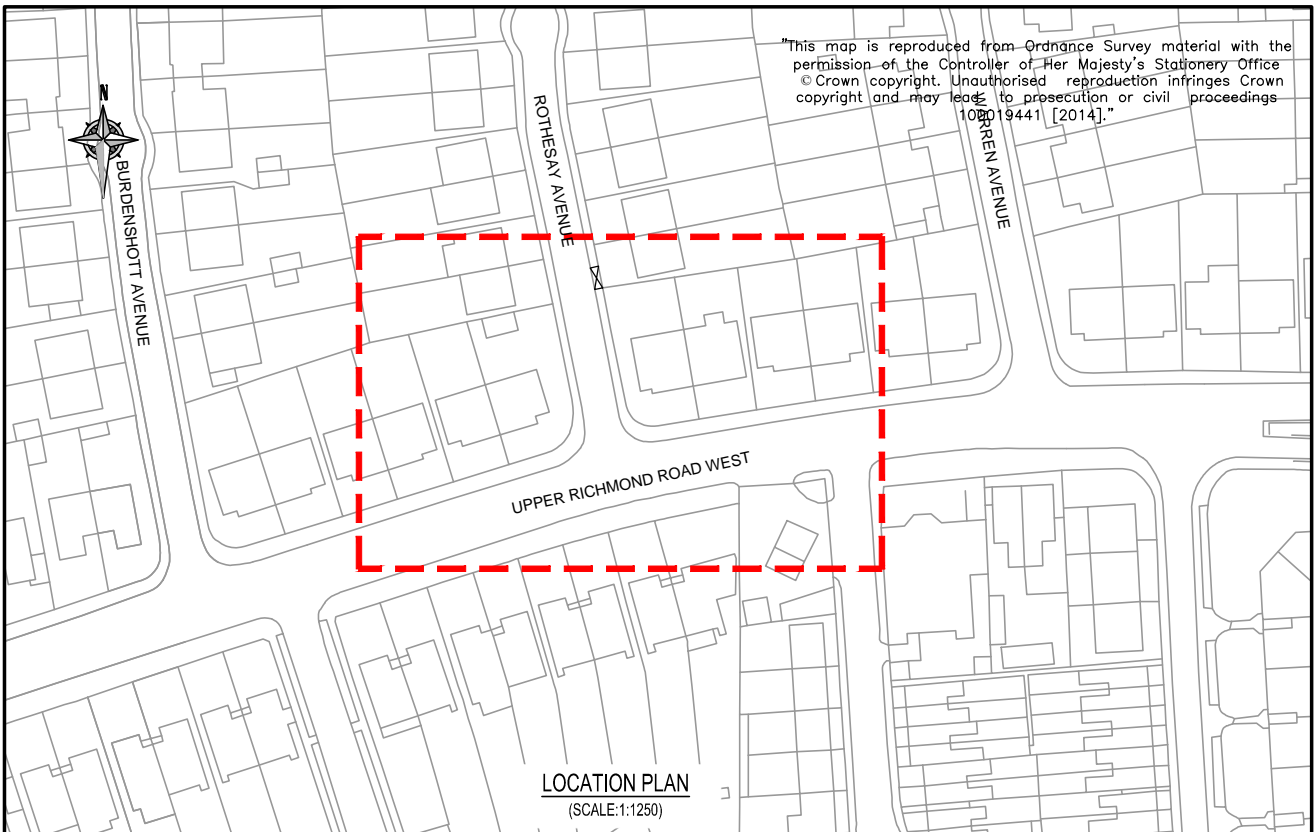 "This map is reproduced from Ordnance Survey material with the
permission of the Controller of Her Majesty's Stationery Office
© Crown copyright. Unauthorised reproduction infringes Crown
copyright and may lead to prosecution or civil proceedings
100019441 [2014]."
N
BURDENSHOTT AVENUE
ROTHESAY AVENUE
WARREN AVENUE
UPPER RICHMOND ROAD WEST
LOCATION PLAN
(SCALE:1:1250)